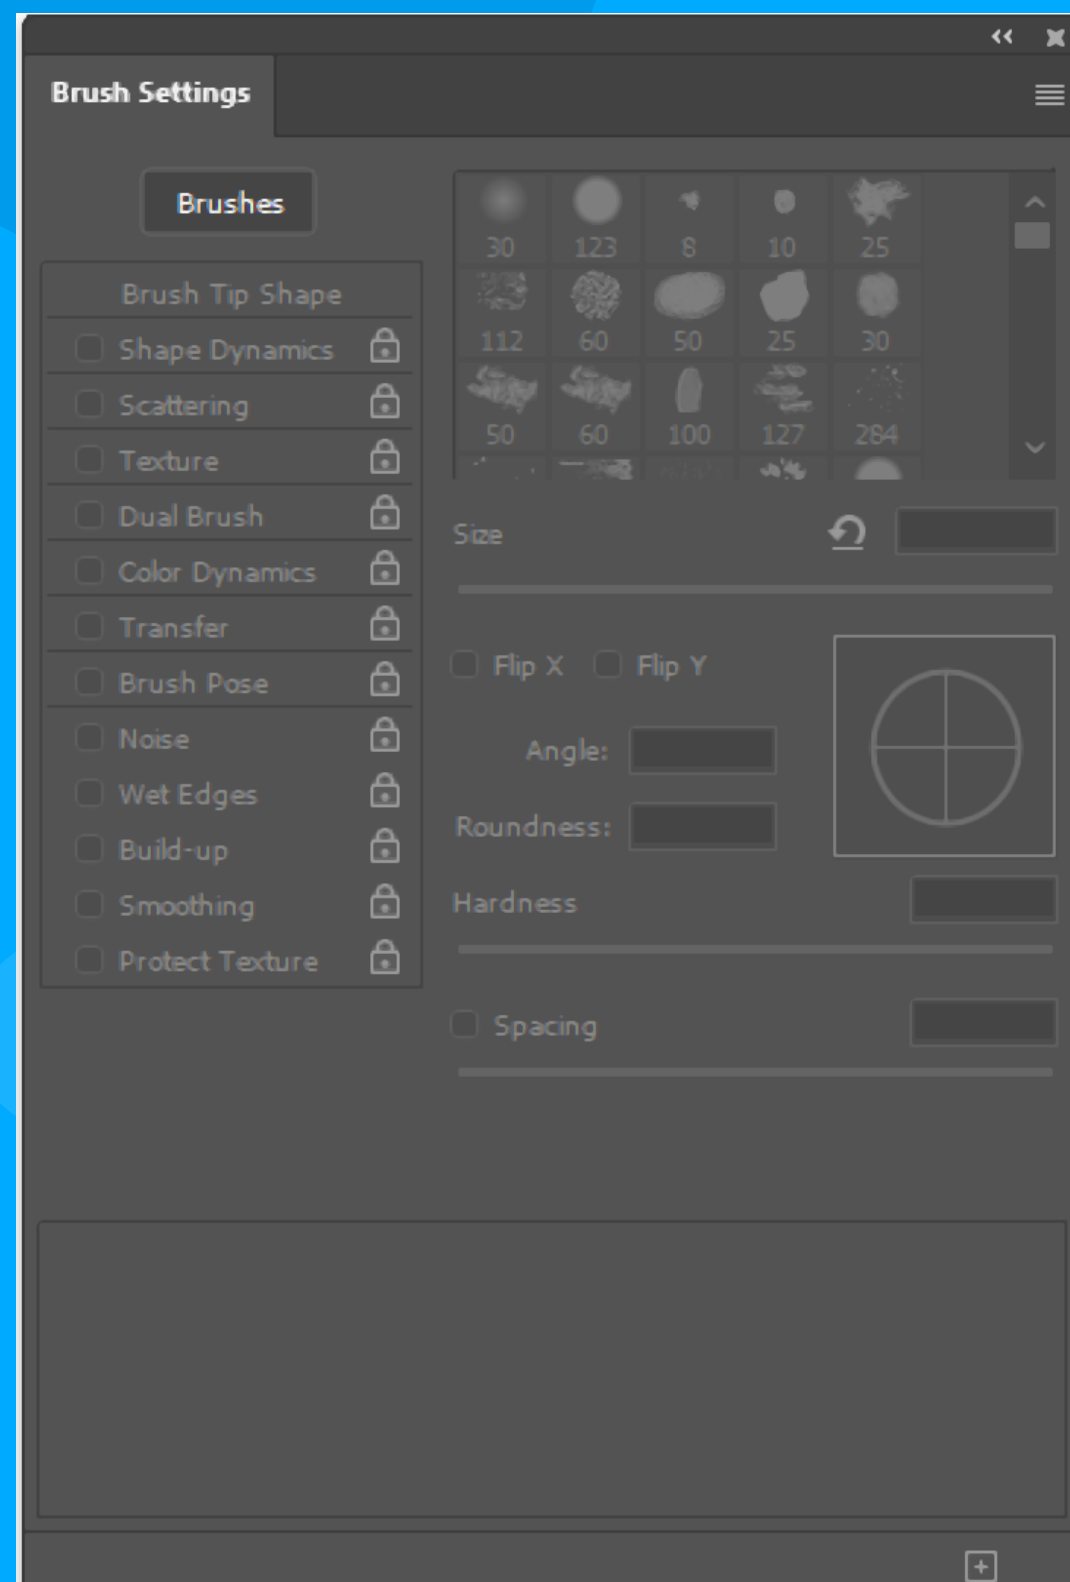 Brush Settings
Brushes
Brush Tip Shape
Shape Dynamics
Scattering
Texture
Dual Brush
Color Dynamics
Transfer
Brush Pose
Noise
Wet Edges
Build-up
Smoothing
Protect Texture
30 123 8 10 25
112 60 50 25 30
50 60 100 127 284
Size
Flip X Flip Y
Angle:
Roundness:
Hardness
Spacing